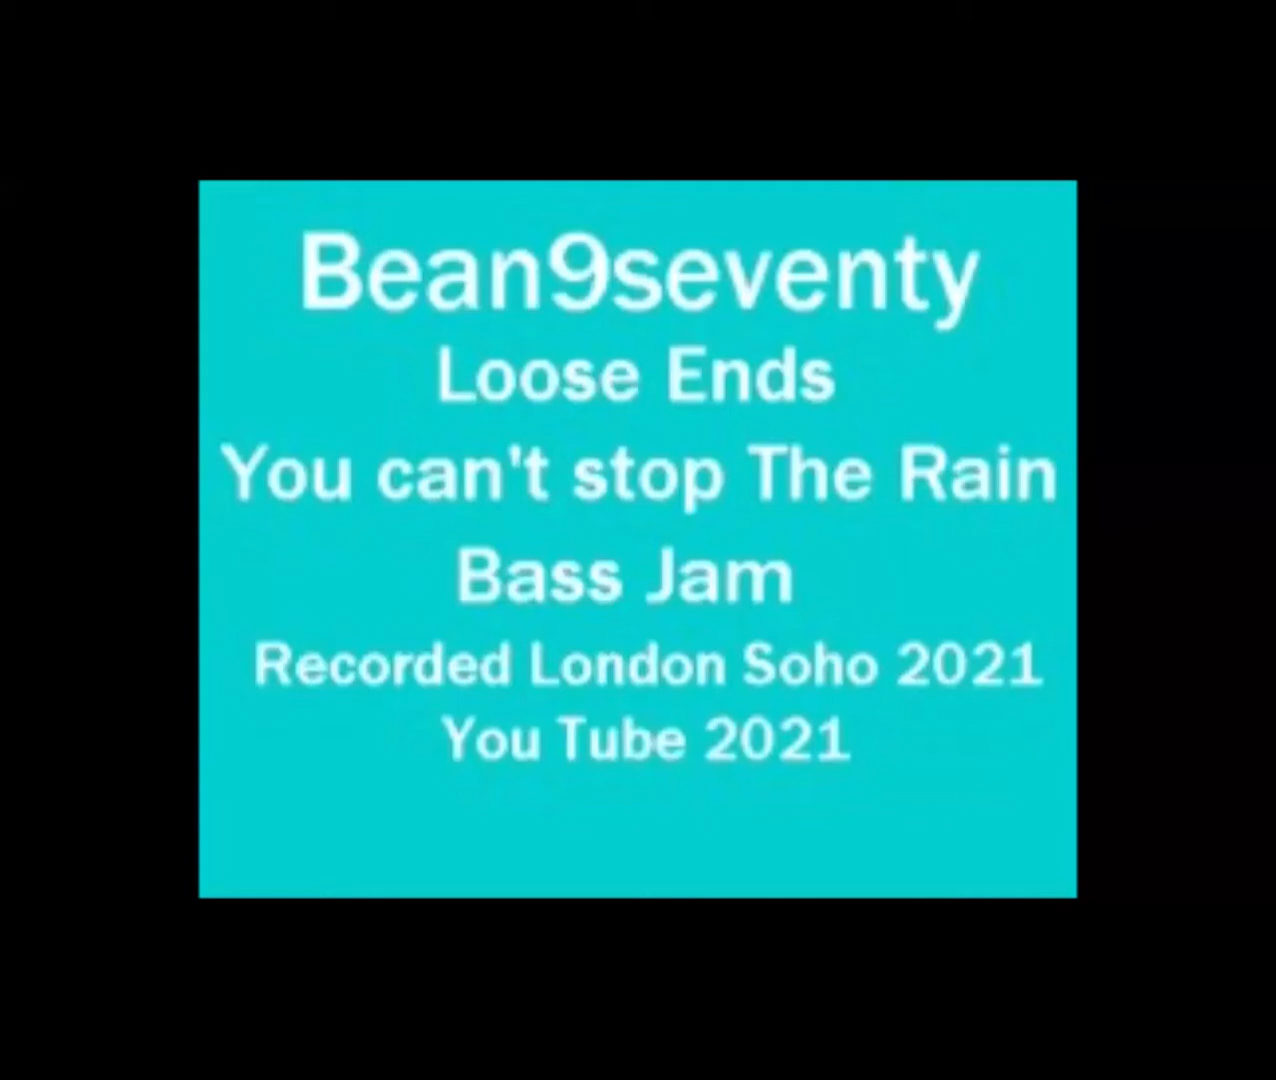 Bean9seventy
Loose Ends
You can't stop The Rain
Bass Jam
Recorded London Soho 2021
You Tube 2021